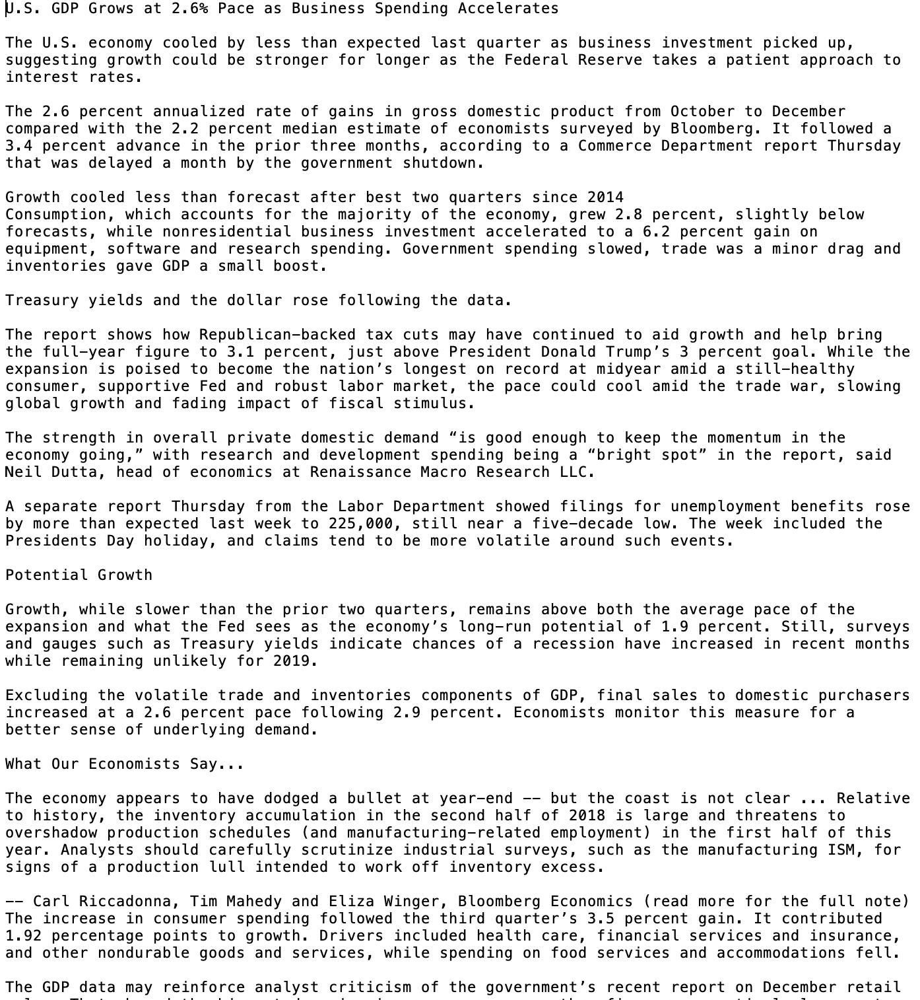 U.S. GDP Grows at 2.6% Pace as Business Spending Accelerates
The U.S. economy cooled by less than expected last quarter as business investment picked up,
suggesting growth could be stronger for longer as the Federal Reserve takes a patient approach to
interest rates.
The 2.6 percent annualized rate of gains in gross domestic product from October to December
compared with the 2.2 percent median estimate of economists surveyed by Bloomberg. It followed a
3.4 percent advance in the prior three months, according to a Commerce Department report Thursday
that was delayed a month by the government shutdown.
Growth cooled less than forecast after best two quarters since 2014
Consumption, which accounts for the majority of the economy, grew 2.8 percent, slightly below
forecasts, while nonresidential business investment accelerated to a 6.2 percent gain on
equipment, software and research spending. Government spending slowed, trade was a minor drag and
inventories gave GDP a small boost.
Treasury yields and the dollar rose following the data.
The report shows how Republican-backed tax cuts may have continued to aid growth and help bring
the full-year figure to 3.1 percent, just above President Donald Trump’s 3 percent goal. While the
expansion is poised to become the nation’s longest on record at midyear amid a still-healthy
consumer, supportive Fed and robust labor market, the pace could cool amid the trade war, slowing
global growth and fading impact of fiscal stimulus.
The strength in overall private domestic demand “is good enough to keep the momentum in the
economy going,” with research and development spending being a “bright spot” in the report, said
Neil Dutta, head of economics at Renaissance Macro Research LLC.
A separate report Thursday from the Labor Department showed filings for unemployment benefits rose
by more than expected last week to 225,000, still near a five-decade low. The week included the
Presidents Day holiday, and claims tend to be more volatile around such events.
Potential Growth
Growth, while slower than the prior two quarters, remains above both the average pace of the
expansion and what the Fed sees as the economy’s long-run potential of 1.9 percent. Still, surveys
and gauges such as Treasury yields indicate chances of a recession have increased in recent months
while remaining unlikely for 2019.
Excluding the volatile trade and inventories components of GDP, final sales to domestic purchasers
increased at a 2.6 percent pace following 2.9 percent. Economists monitor this measure for a
better sense of underlying demand.
What Our Economists Say...
The economy appears to have dodged a bullet at year-end -- but the coast is not clear ... Relative
to history, the inventory accumulation in the second half of 2018 is large and threatens to
overshadow production schedules (and manufacturing-related employment) in the first half of this
year. Analysts should carefully scrutinize industrial surveys, such as the manufacturing ISM, for
signs of a production lull intended to work off inventory excess.
-- Carl Riccadonna, Tim Mahedy and Eliza Winger, Bloomberg Economics (read more for the full note)
The increase in consumer spending followed the third quarter’s 3.5 percent gain. It contributed
1.92 percentage points to growth. Drivers included health care, financial services and insurance,
and other nondurable goods and services, while spending on food services and accommodations fell.
The GDP data may reinforce analyst criticism of the government’s recent report on December retail